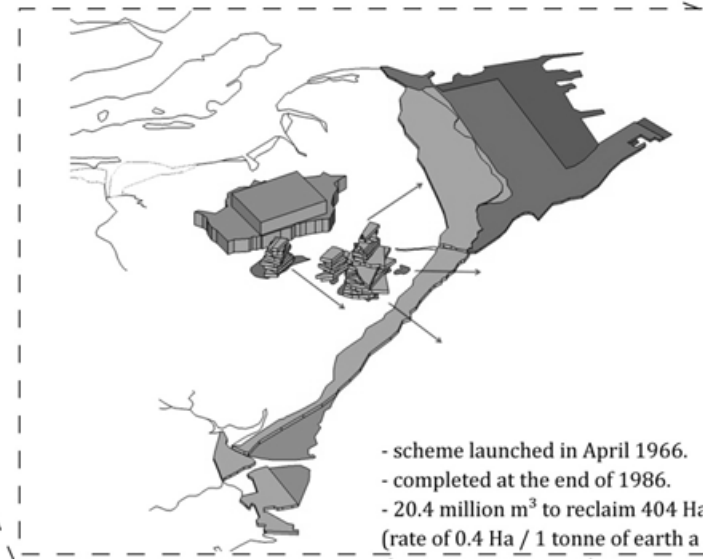 - scheme launched in April 1966.
- completed at the end of 1986.
- 20.4 million m³ to reclaim 404 Ha
(rate of 0.4 Ha / 1 tonne of earth a